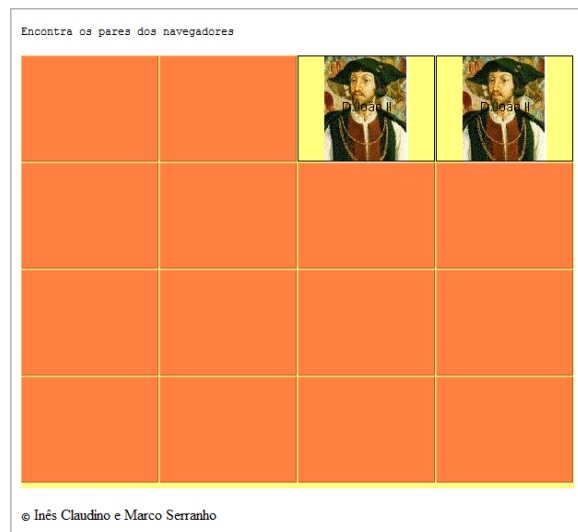 Encontra os pares dos navegadores
D.João II
D.João II
© Inês Claudino e Marco Serranho